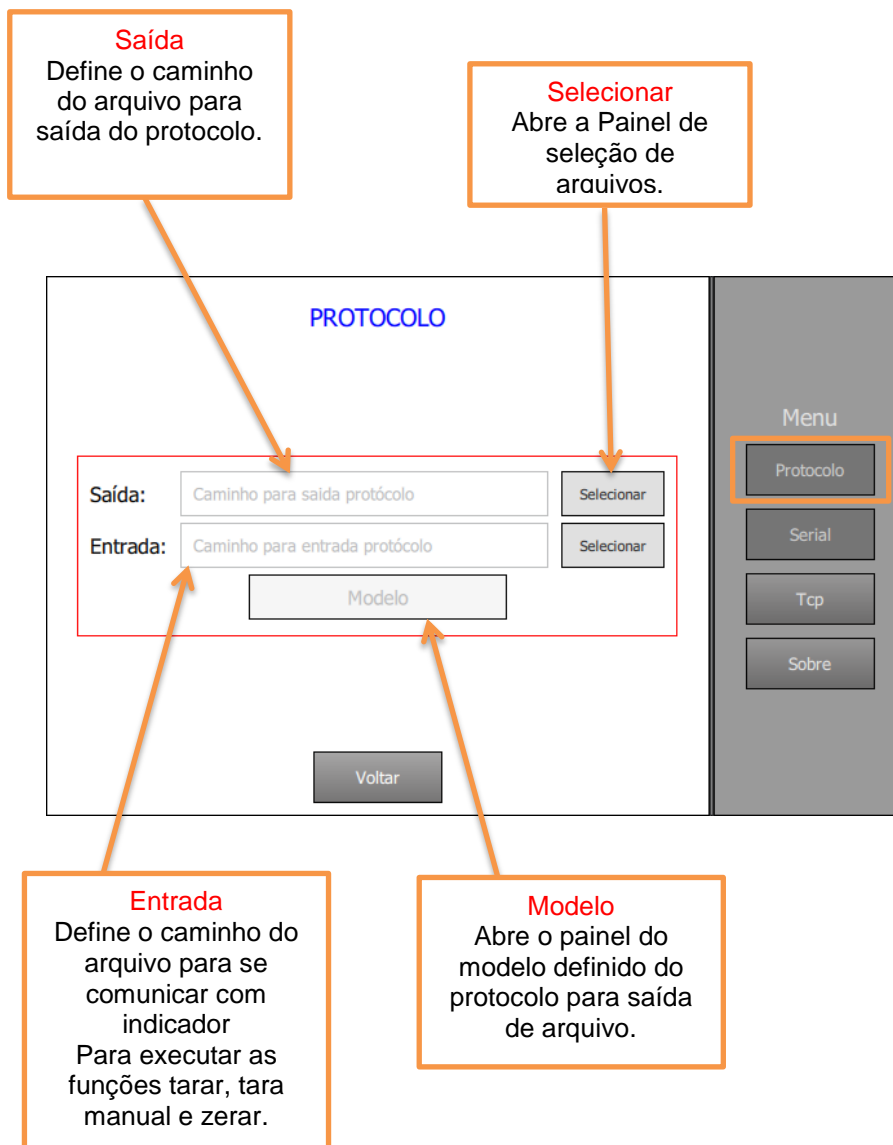 Saída
Define o caminho
do arquivo para
saída do protocolo.
Selecionar
Abre a Painel de
seleção de
arquivos.
PROTOCOLO
Menu
Protocolo
Serial
Tcp
Sobre
Saída:
Caminho para saida protócolo
Selecionar
Entrada:
Caminho para entrada protócolo
Selecionar
Modelo
Voltar
Entrada
Define o caminho do
arquivo para se
comunicar com
indicador
Para executar as
funções tarar, tara
manual e zerar.
Modelo
Abre o painel do
modelo definido do
protocolo para saída
de arquivo.